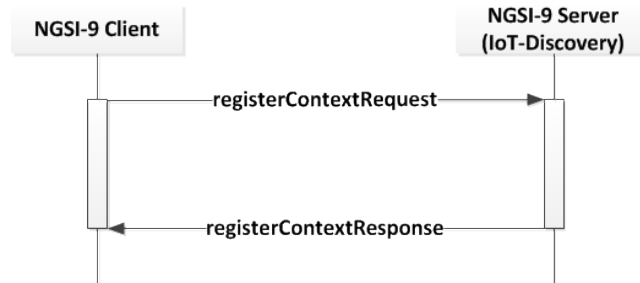 NGSI-9 Client
NGSI-9 Server
(IoT-Discovery)
registerContextRequest
registerContextResponse